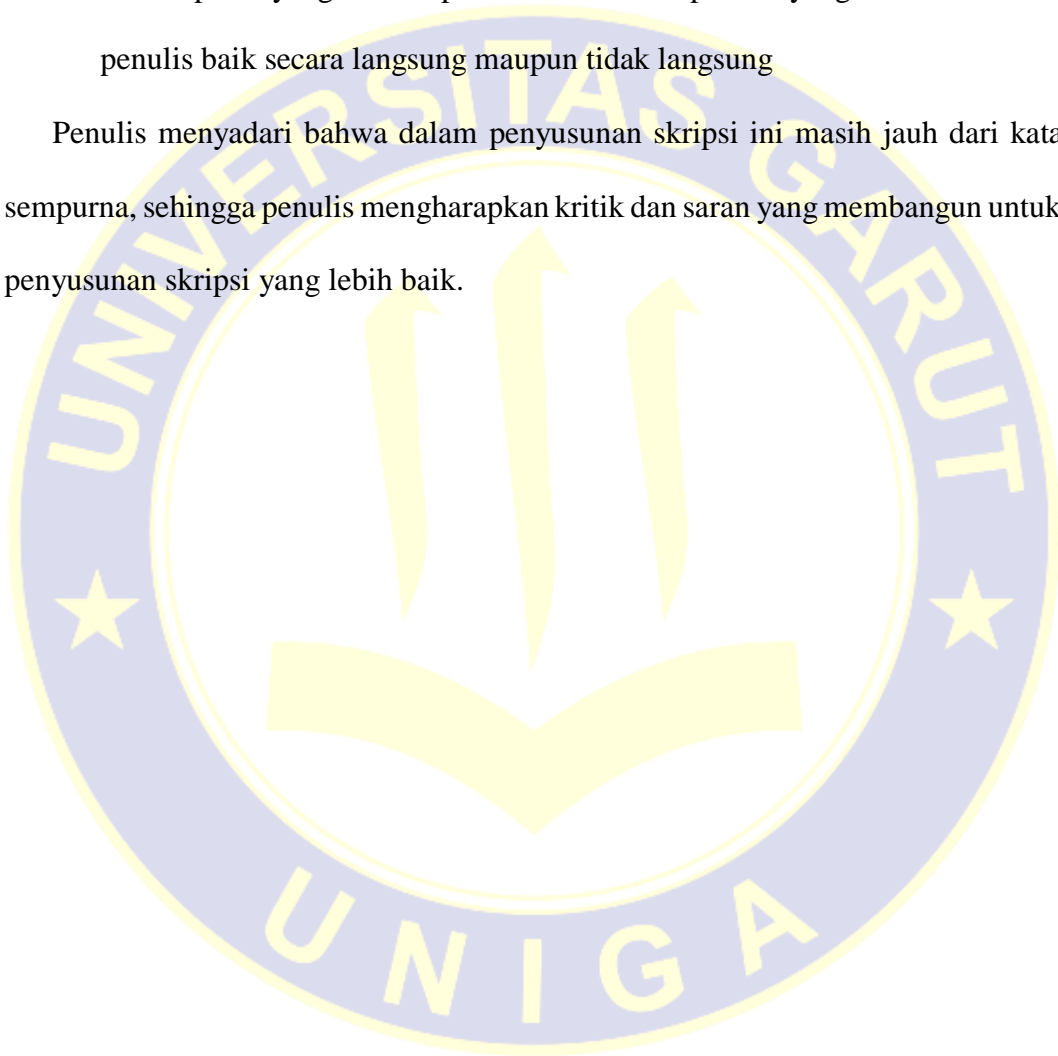 penulis baik secara langsung maupun tidak langsung
Penulis menyadari bahwa dalam penyusunan skripsi ini masih jauh dari kata
sempurna, sehingga penulis mengharapkan kritik dan saran yang membangun untuk
penyusunan skripsi yang lebih baik.
UNIVERSITAS GARUT
UNIGA